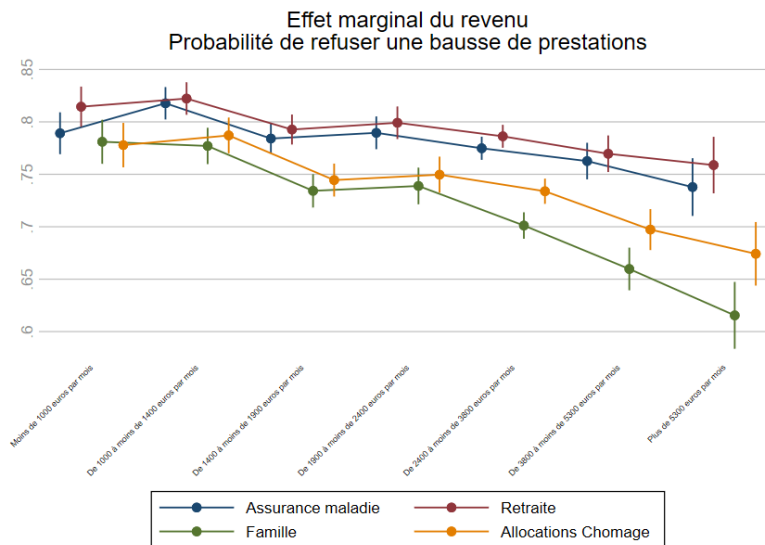 Effet marginal du revenu
Probabilité de refuser une bausse de prestations
.85
.8
.75
.7
.65
.6
Moins de 1000 euros par mois
De 1000 à moins de 1400 euros par mois
De 1400 à moins de 1900 euros par mois
De 1900 à moins de 2400 euros par mois
De 2400 à moins de 3800 euros par mois
De 3800 à moins de 5300 euros par mois
Plus de 5300 euros par mois
Assurance maladie
Retraite
Famille
Allocations Chomage